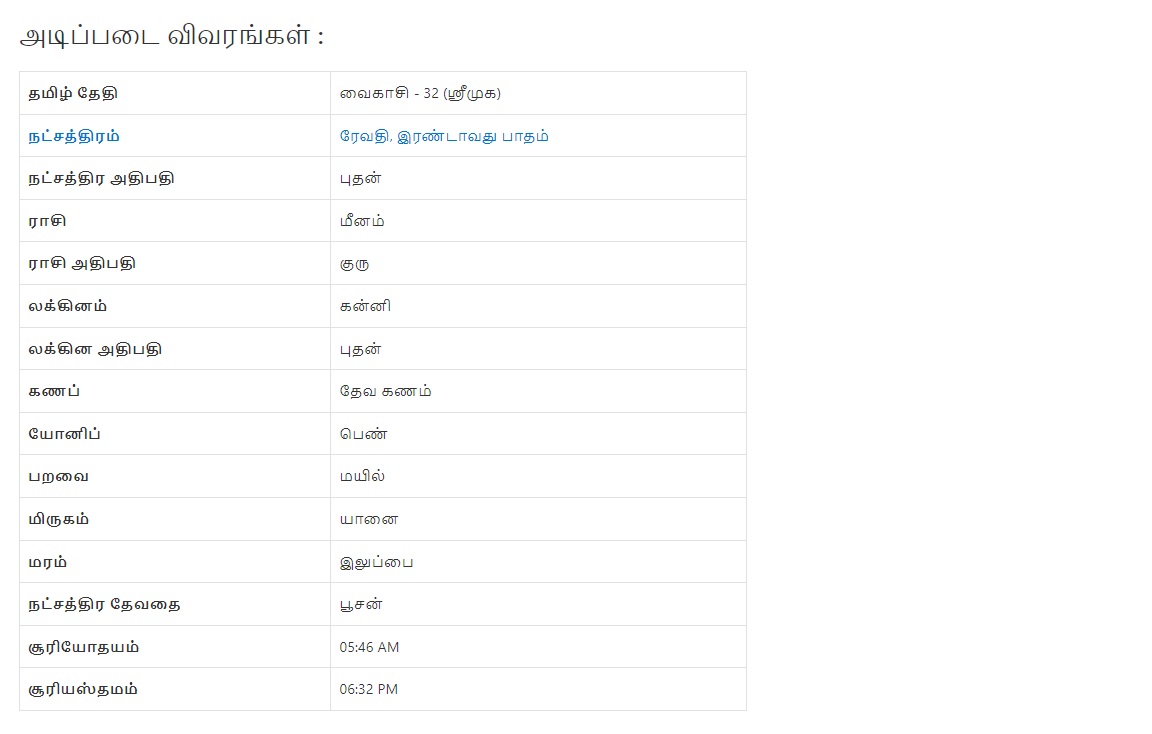 அடிப்படை விவரங்கள் :
தமிழ் தேதி வைகாசி - 32 (ஸ்ரீமுக)
நட்சத்திரம் ரேவதி, இரண்டாவது பாதம்
நட்சத்திர அதிபதி புதன்
ராசி மீனம்
ராசி அதிபதி குரு
லக்கினம் கன்னி
லக்கின அதிபதி புதன்
கணப் தேவ கணம்
யோனிப் பெண்
பறவை மயில்
மிருகம் யானை
மரம் இலுப்பை
நட்சத்திர தேவதை பூசன்
சூரியோதயம் 05:46 AM
சூரியஸ்தமம் 06:32 PM